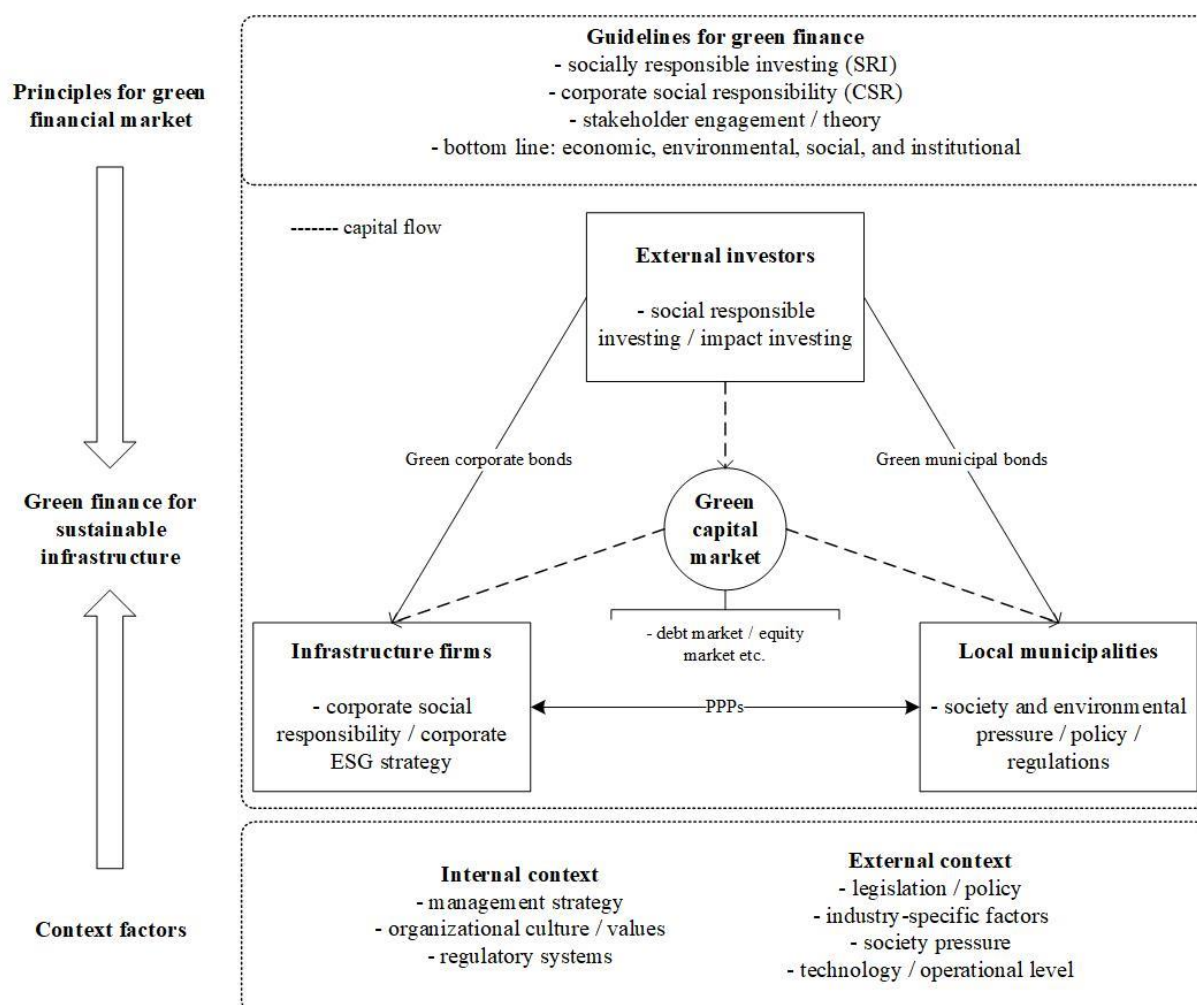 Guidelines for green finance
- socially responsible investing (SRI)
- corporate social responsibility (CSR)
- stakeholder engagement / theory
- bottom line: economic, environmental, social, and institutional
Principles for green
financial market
------- capital flow
External investors
- social responsible
investing / impact investing
Green corporate bonds
Green municipal bonds
Green
capital
market
Green finance for
sustainable
infrastructure
- debt market / equity
market etc.
Infrastructure firms
- corporate social
responsibility / corporate
ESG strategy
PPPs
Local municipalities
- society and environmental
pressure / policy /
regulations
Context factors
Internal context
- management strategy
- organizational culture / values
- regulatory systems
External context
- legislation / policy
- industry-specific factors
- society pressure
- technology / operational level